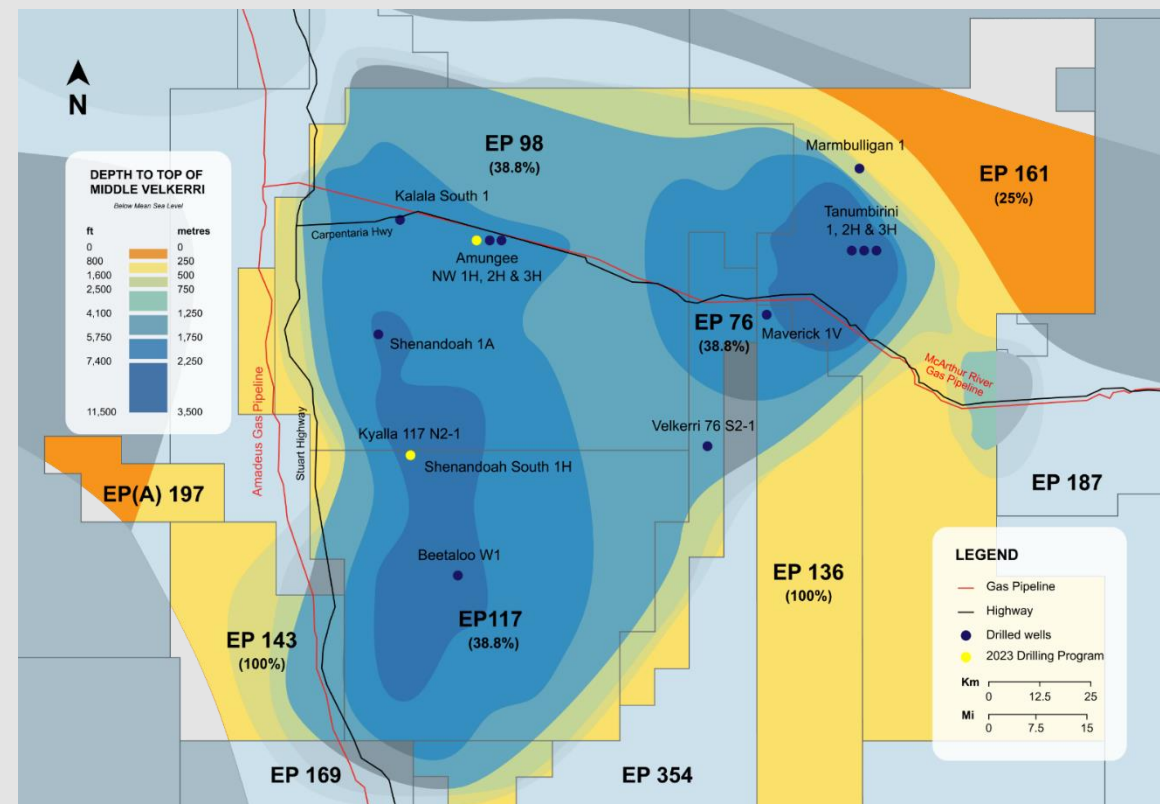 N
EP 98
(38.8%)
Marmbulligan 1
EP 161
(25%)
DEPTH TO TOP OF
MIDDLE VELKERRI
Below Mean Sea Level
ft metres
0 0
800 250
1,600 500
2,500 750
4,100 1,250
5,750 1,750
7,400 2,250
11,500 3,500
Kalala South 1
Carpentaria Hwy
Tanumbirini
1, 2H & 3H
Amungee
NW 1H, 2H & 3H
EP 76
(38.8%)
Maverick 1V
Shenandoah 1A
McArthur River
Gas Pipeline
Amadeus Gas Pipeline
Stuart Highway
Kyalla 117 N2-1
Shenandoah South 1H
Velkerri 76 S2-1
EP(A) 197
EP 187
Beetaloo W1
EP117
(38.8%)
EP 136
(100%)
EP 143
(100%)
EP 169
EP 354
LEGEND
Gas Pipeline
Highway
Drilled wells
2023 Drilling Program
Km
0 12.5 25
Mi
0 7.5 15